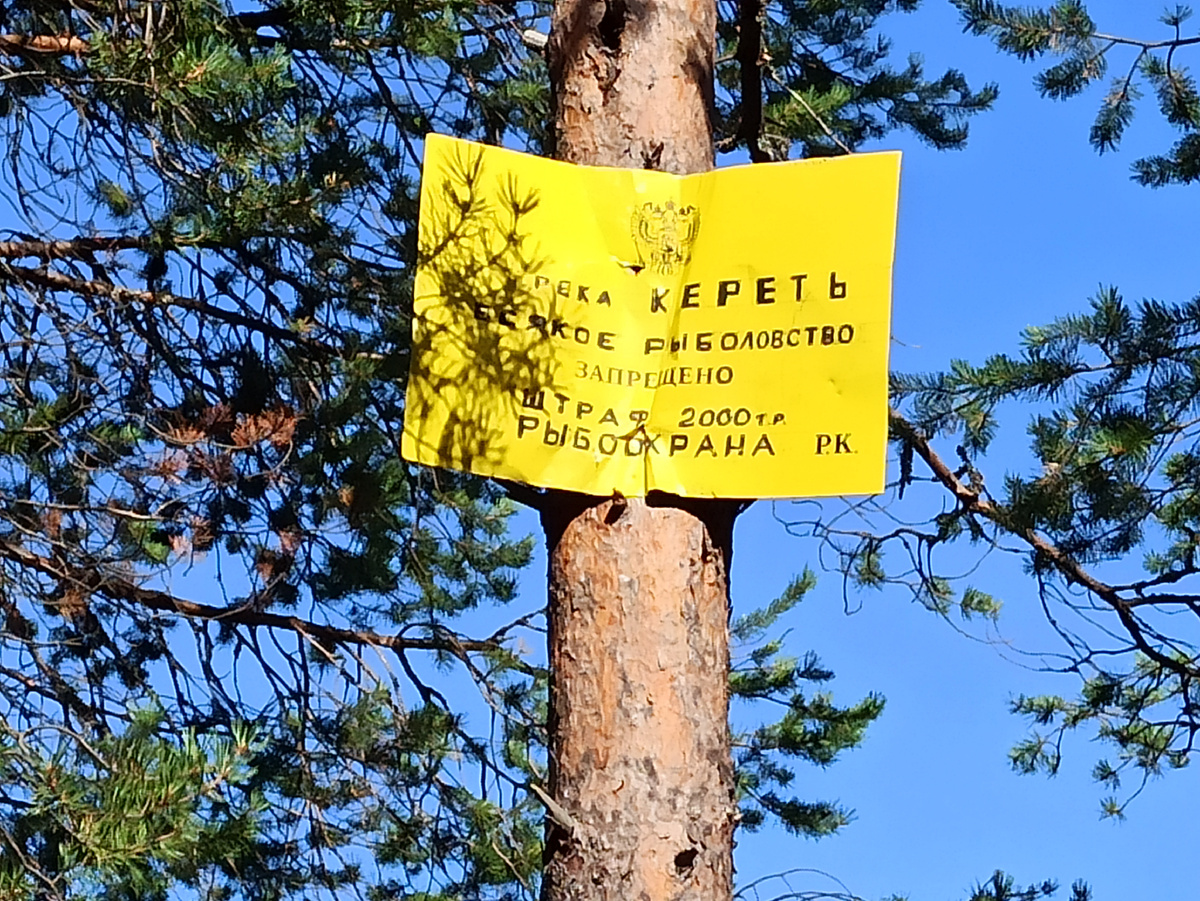 РЕКА КЕРЕТЬ
ВСЯКОЕ РЫБОЛОВСТВО
ЗАПРЕЩЕНО
ШТРАФ 2000 Т.Р.
РЫБООХРАНА Р.К.